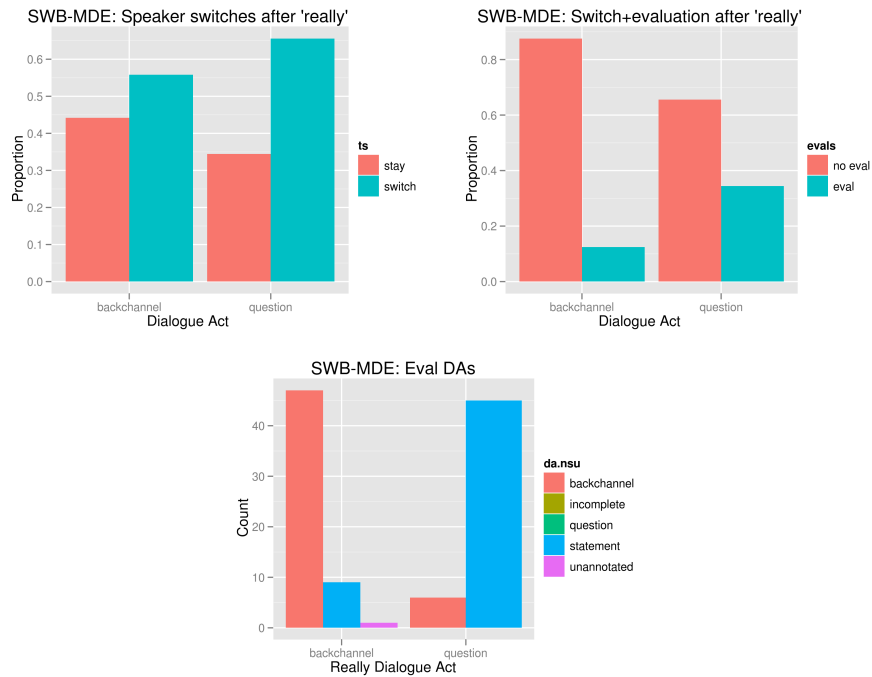 SWB-MDE: Speaker switches after 'really'
Proportion
0.6
0.5
0.4
0.3
0.2
0.1
0.0
backchannel question
Dialogue Act
ts
stay
switch
SWB-MDE: Switch+evaluation after 'really'
Proportion
0.8
0.6
0.4
0.2
0.0
backchannel question
Dialogue Act
evals
no eval
eval
SWB-MDE: Eval DAs
Count
40
30
20
10
0
backchannel question
Really Dialogue Act
da.nsu
backchannel
incomplete
question
statement
unannotated